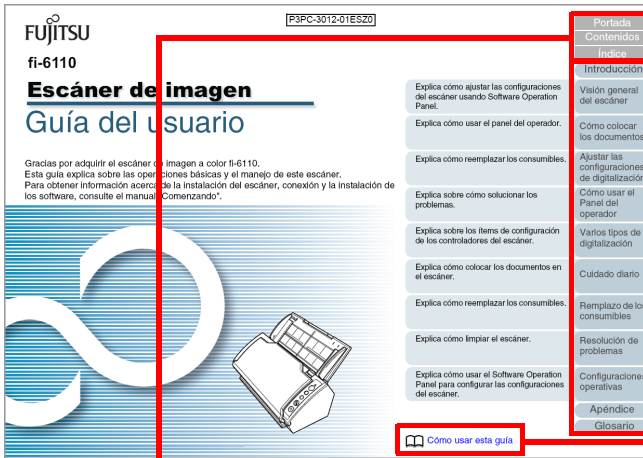 P3PC-3012-01ESZ0
FUJITSU
fi-6110
Escáner de imagen
Guía del usuario
Gracias por adquirir el escáner de imagen a color fi-6110.
Esta guía explica sobre las operaciones básicas y el manejo de este escáner.
Para obtener información acerca de la instalación del escáner, conexión y la instalación de
los software, consulte el manual "Comenzando".
Explica cómo ajustar las configuraciones
del escáner usando Software Operation
Panel.
Explica cómo usar el panel del operador.
Explica cómo reemplazar los consumibles.
Explica sobre cómo solucionar los
problemas.
Explica sobre los ítems de configuración
de los controladores del escáner.
Explica cómo colocar los documentos en
el escáner.
Explica cómo reemplazar los consumibles.
Explica cómo limpiar el escáner.
Explica cómo usar el Software Operation
Panel para configurar las configuraciones
del escáner.
Cómo usar esta guía
Portada
Contenidos
Índice
Introducción
Visión general
del escáner
Cómo colocar
los documentos
Ajustar las
configuraciones
de digitalización
Cómo usar el
Panel del
operador
Varios tipos de
digitalización
Cuidado diario
Remplazo de los
consumibles
Resolución de
problemas
Configuraciones
operativas
Apéndice
Glosario